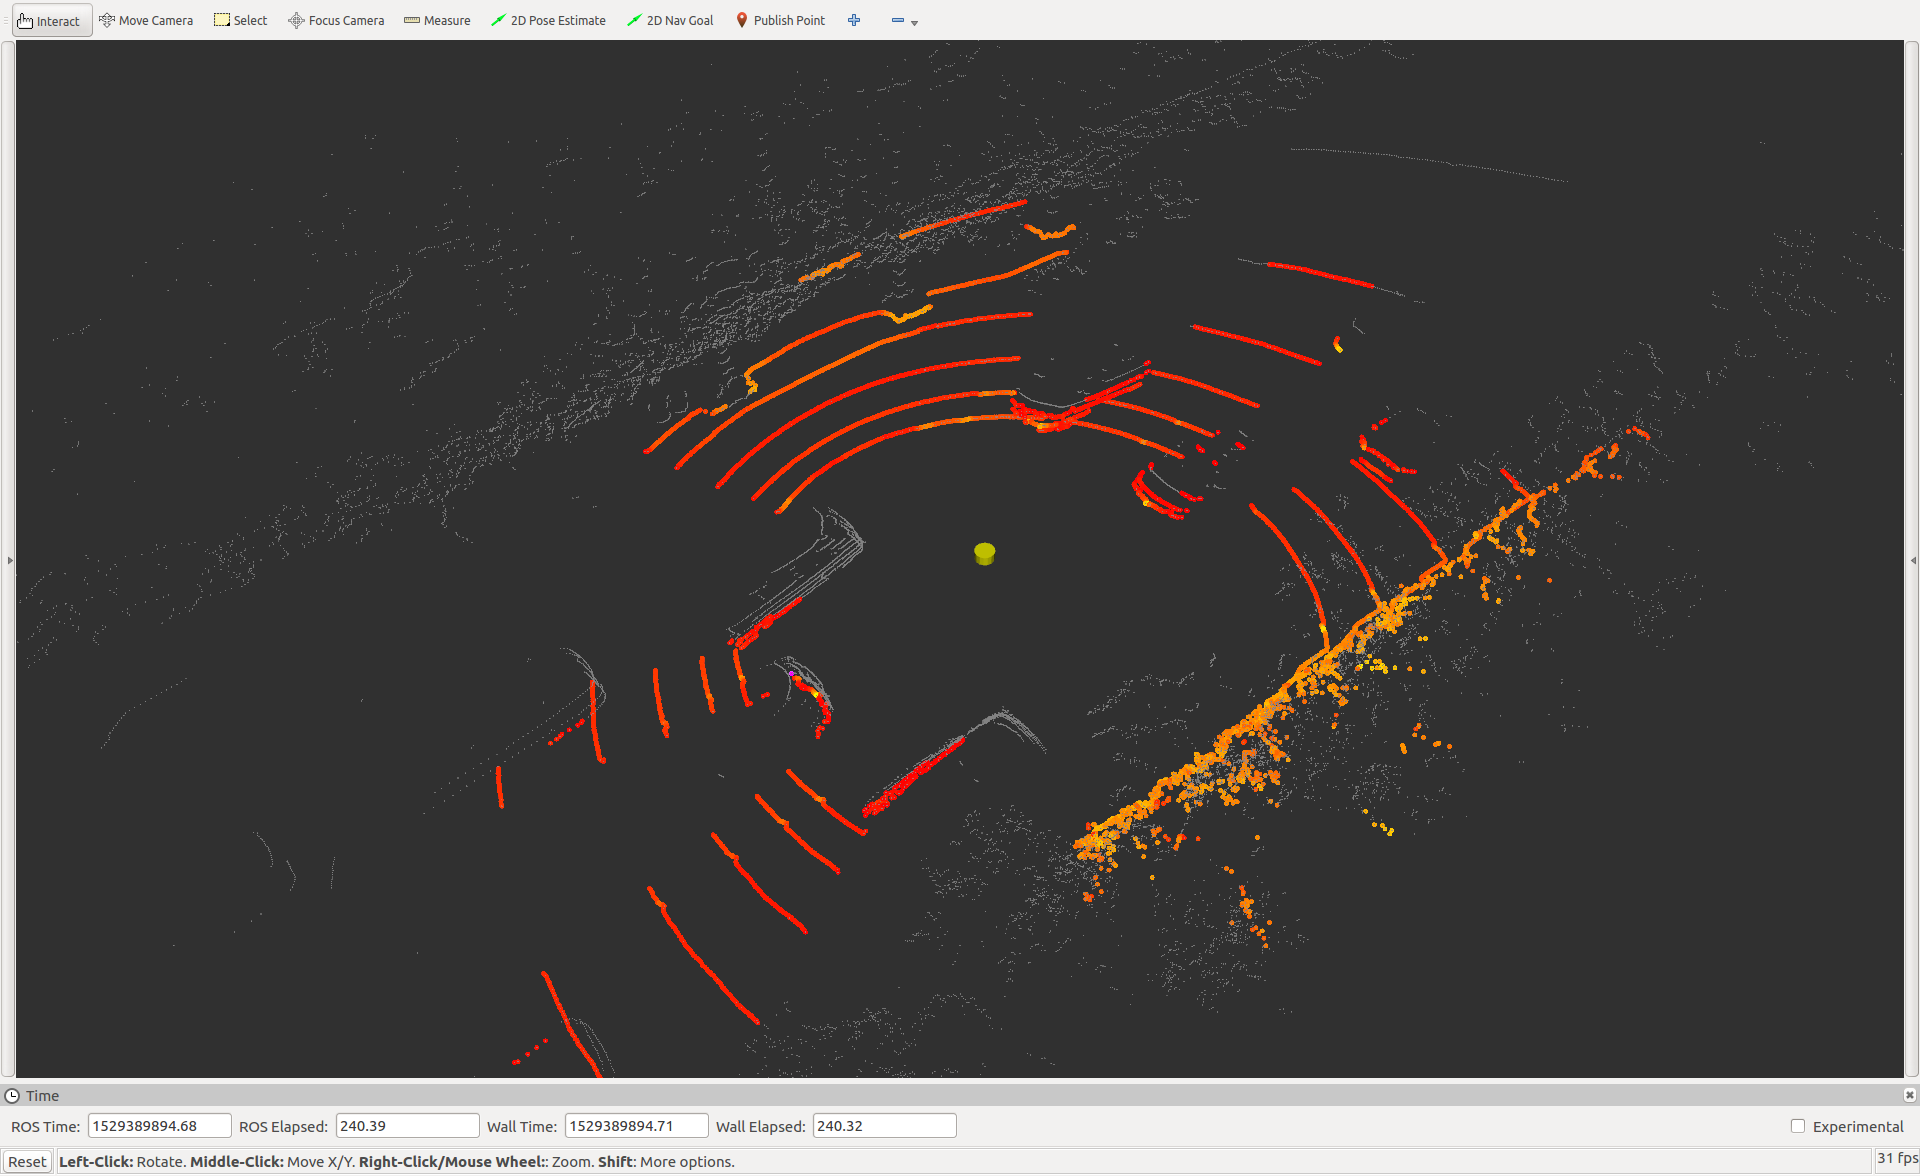 Interact Move Camera Select Focus Camera Measure 2D Pose Estimate 2D Nav Goal Publish Point
Time
ROS Time: 1529389894.68 ROS Elapsed: 240.39 Wall Time: 1529389894.71 Wall Elapsed: 240.32 Experimental
Reset Left-Click: Rotate. Middle-Click: Move X/Y. Right-Click/Mouse Wheel:: Zoom. Shift: More options. 31 fps